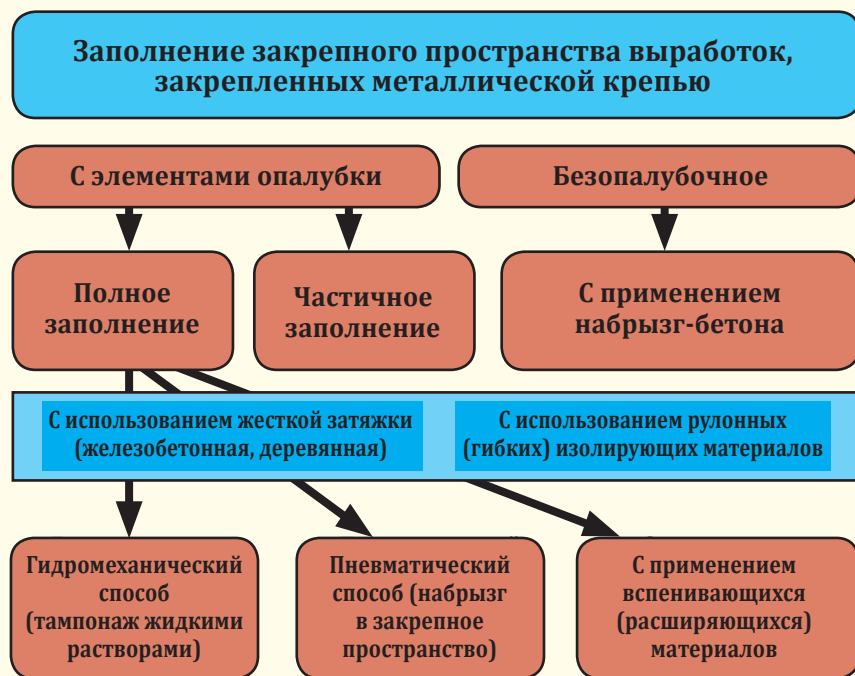 Заполнение закрепного пространства выработок,
закрепленных металлической крепью
С элементами опалубки
Безопалубочное
Полное
заполнение
Частичное
заполнение
С применением
набрызг-бетона
С использованием жесткой затяжки
(железобетонная, деревянная)
С использованием рулонных
(гибких) изолирующих материалов
Гидромеханический
способ
(тампонаж жидкими
растворами)
Пневматический
способ (набрызг
в закрепное
пространство)
С применением
вспенивающихся
(расширяющихся)
материалов